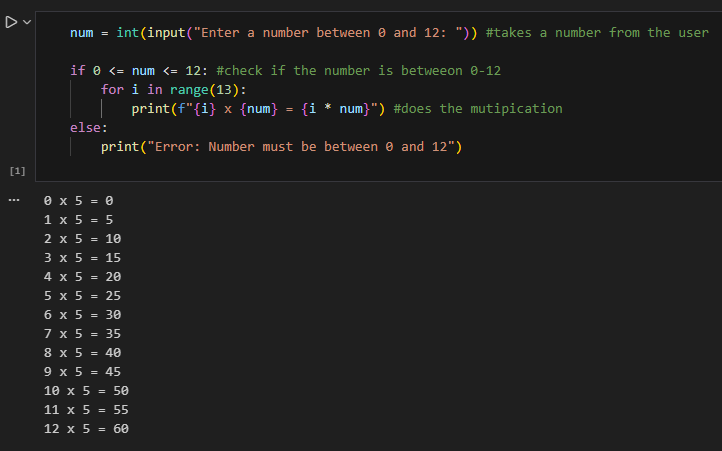 num = int(input("Enter a number between 0 and 12: ")) #takes a number from the user
if 0 <= num <= 12: #check if the number is betweeon 0-12
for i in range(13):
print(f"{i} x {num} = {i * num}") #does the mutipication
else:
print("Error: Number must be between 0 and 12")
[1]
...
0 x 5 = 0
1 x 5 = 5
2 x 5 = 10
3 x 5 = 15
4 x 5 = 20
5 x 5 = 25
6 x 5 = 30
7 x 5 = 35
8 x 5 = 40
9 x 5 = 45
10 x 5 = 50
11 x 5 = 55
12 x 5 = 60